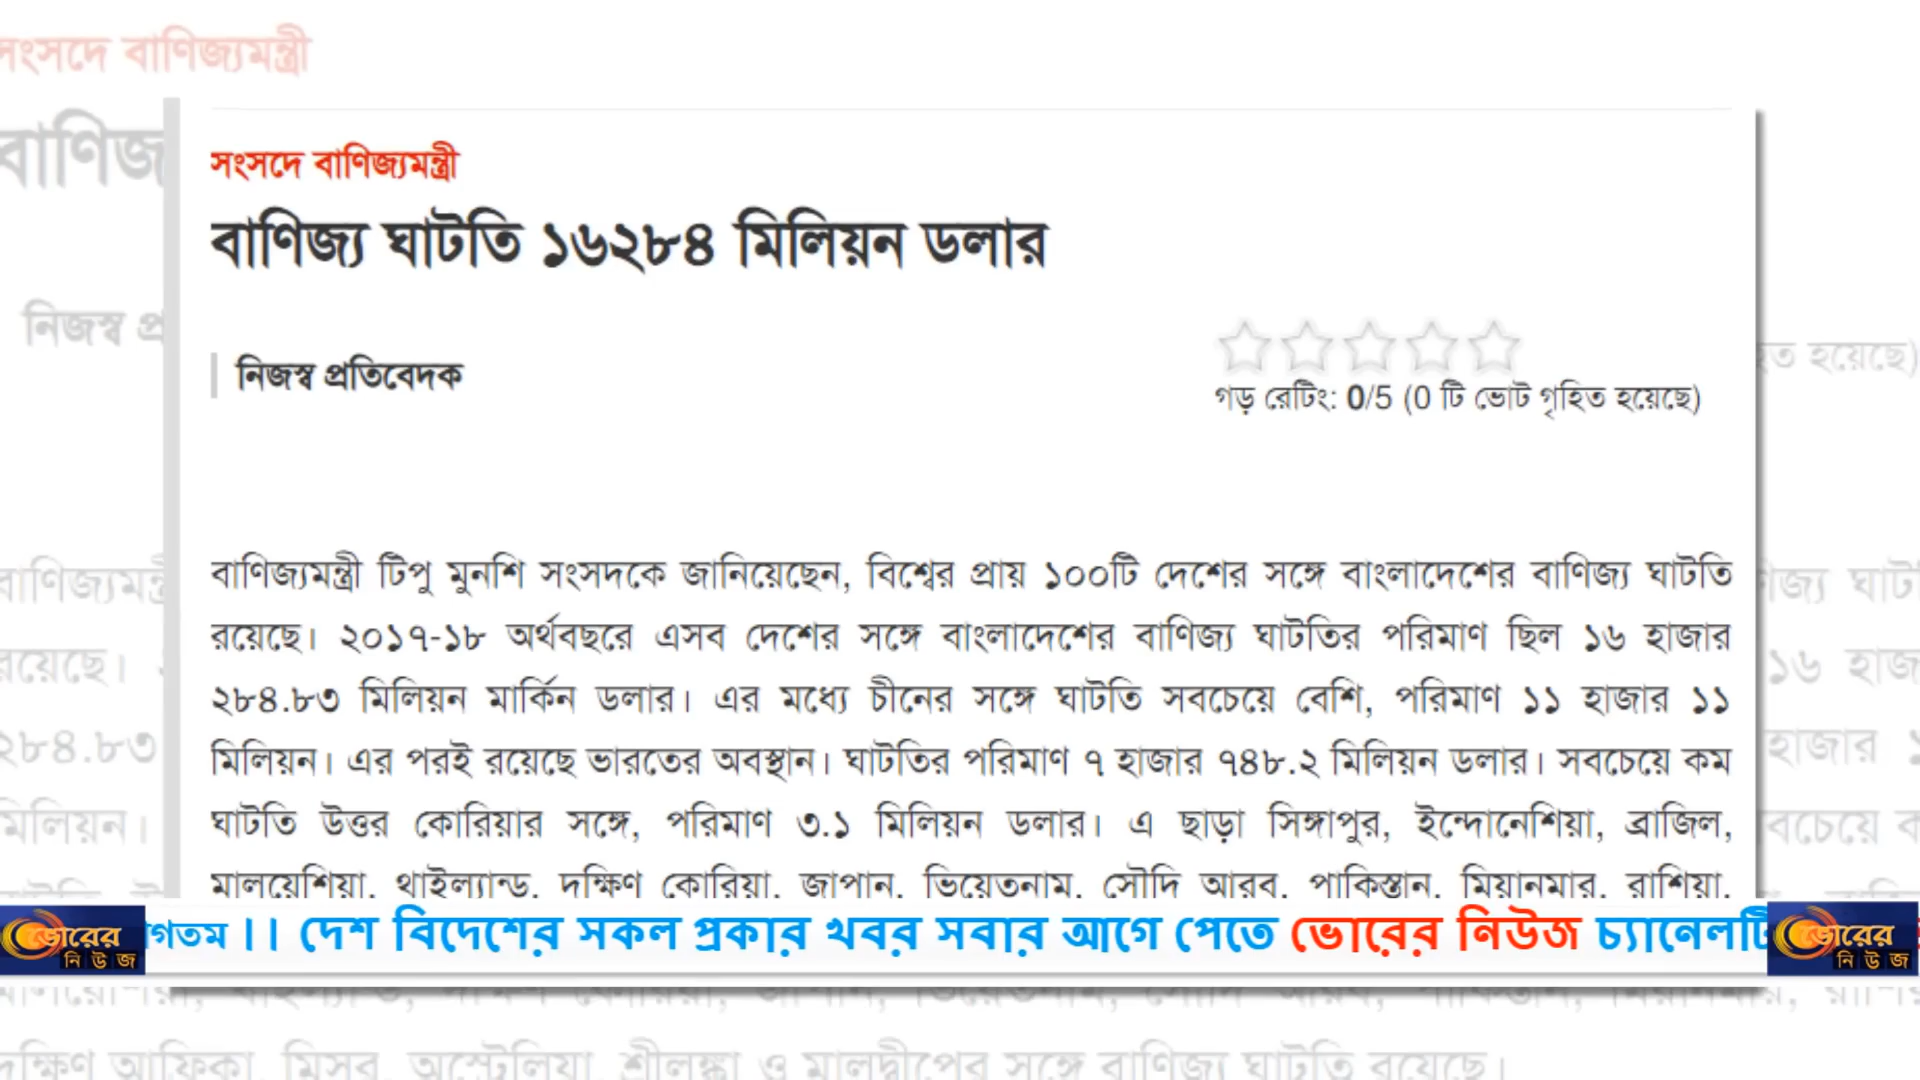 সংসদে বাণিজ্যমন্ত্রী
বাণিজ্য ঘাটতি ১৬২৮৪ মিলিয়ন ডলার
নিজস্ব প্রতিবেদক
গড় রেটিং: 0/5 (0 টি ভোট গৃহিত হয়েছে)
বাণিজ্যমন্ত্রী টিপু মুনশি সংসদকে জানিয়েছেন, বিশ্বের প্রায় ১০০টি দেশের সঙ্গে বাংলাদেশের বাণিজ্য ঘাটতি
রয়েছে। ২০১৭-১৮ অর্থবছরে এসব দেশের সঙ্গে বাংলাদেশের বাণিজ্য ঘাটতির পরিমাণ ছিল ১৬ হাজার
২৮৪.৮৩ মিলিয়ন মার্কিন ডলার। এর মধ্যে চীনের সঙ্গে ঘাটতি সবচেয়ে বেশি, পরিমাণ ১১ হাজার ১১
মিলিয়ন। এর পরই রয়েছে ভারতের অবস্থান। ঘাটতির পরিমাণ ৭ হাজার ৭৪৮.২ মিলিয়ন ডলার। সবচেয়ে কম
ঘাটতি উত্তর কোরিয়ার সঙ্গে, পরিমাণ ৩.১ মিলিয়ন ডলার। এ ছাড়া সিঙ্গাপুর, ইন্দোনেশিয়া, ব্রাজিল,
মালয়েশিয়া, থাইল্যান্ড, দক্ষিণ কোরিয়া, জাপান, ভিয়েতনাম, সৌদি আরব, পাকিস্তান, মিয়ানমার, রাশিয়া,
ভোরের নিউজ গতম ।। দেশ বিদেশের সকল প্রকার খবর সবার আগে পেতে ভোরের নিউজ চ্যানেলটি ভোরের নিউজ
দক্ষিণ আফ্রিকা, মিসর, অস্ট্রেলিয়া, শ্রীলঙ্কা ও মালদ্বীপের সঙ্গে বাণিজ্য ঘাটতি রয়েছে।